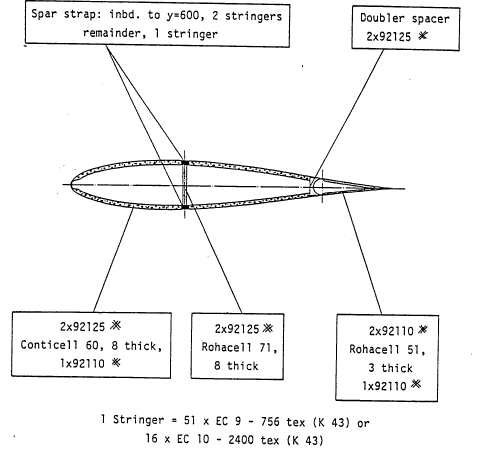 Spar strap: inbd. to y=600, 2 stringers
remainder, 1 stringer
Doubler spacer
2x92125 ※
2x92125 ※
Conticell 60, 8 thick,
1x92110 ※
2x92125 ※
Rohacell 71,
8 thick
2x92110 ※
Rohacell 51,
3 thick
1x92110 ※
1 Stringer = 51 x EC 9 - 756 tex (K 43) or
16 x EC 10 - 2400 tex (K 43)